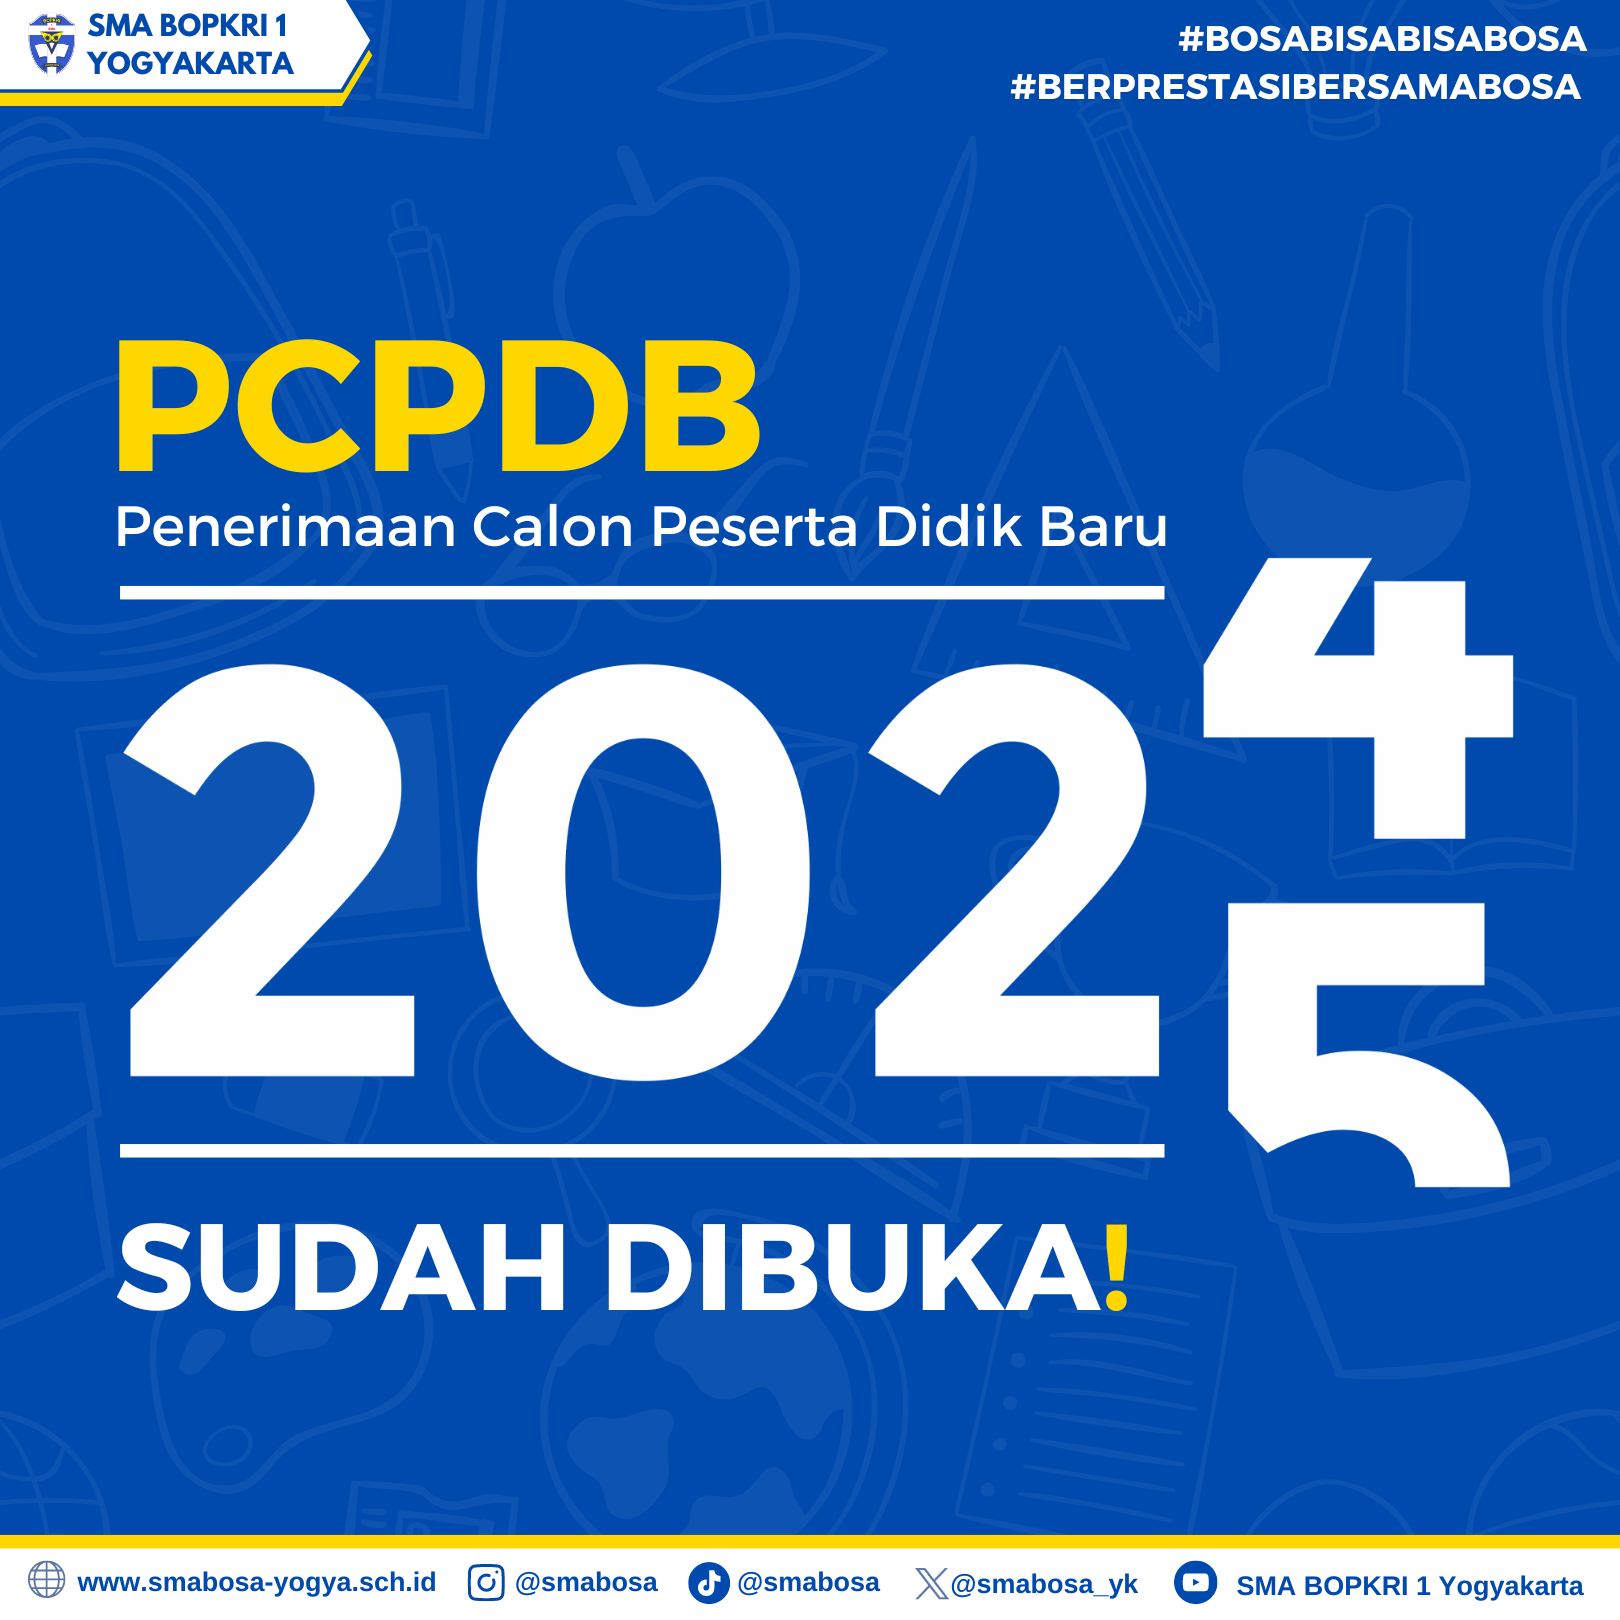 SMA BOPKRI 1
YOGYAKARTA
#BOSABISABISABOSA
#BERPRESTASIBERSAMABOSA
PCPDB
Penerimaan Calon Peserta Didik Baru
2024
5
SUDAH DIBUKA!
www.smabosa-yogya.sch.id @smabosa @smabosa @smabosa_yk SMA BOPKRI 1 Yogyakarta